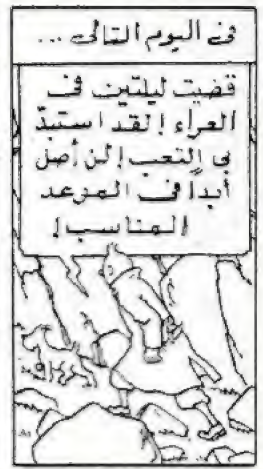 في اليوم التالي ...
قضيت ليلتين في
العراء ! لقد استبدّ
بي التعب ! لن أصل
أبدا في الموعد
المناسب !